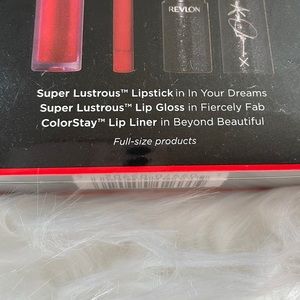 REVLON
Super Lustrous™ Lipstick in In Your Dreams
Super Lustrous™ Lip Gloss in Fiercely Fab
ColorStay™ Lip Liner in Beyond Beautiful
Full-size products